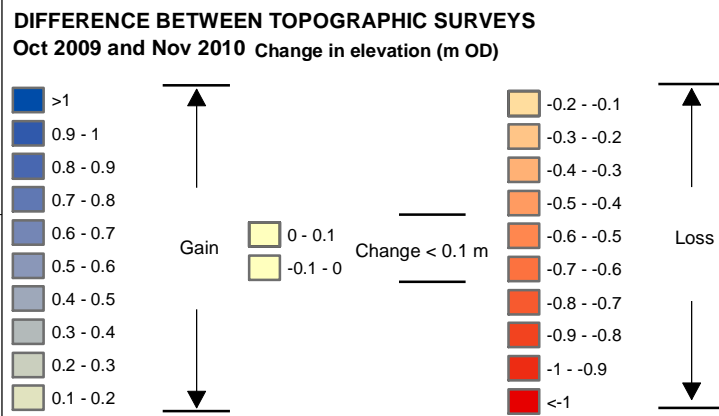 DIFFERENCE BETWEEN TOPOGRAPHIC SURVEYS
Oct 2009 and Nov 2010 Change in elevation (m OD)
>1
0.9 - 1
0.8 - 0.9
0.7 - 0.8
0.6 - 0.7
0.5 - 0.6
0.4 - 0.5
0.3 - 0.4
0.2 - 0.3
0.1 - 0.2
Gain
0 - 0.1
-0.1 - 0
Change < 0.1 m
-0.2 - -0.1
-0.3 - -0.2
-0.4 - -0.3
-0.5 - -0.4
-0.6 - -0.5
-0.7 - -0.6
-0.8 - -0.7
-0.9 - -0.8
-1 - -0.9
<-1
Loss